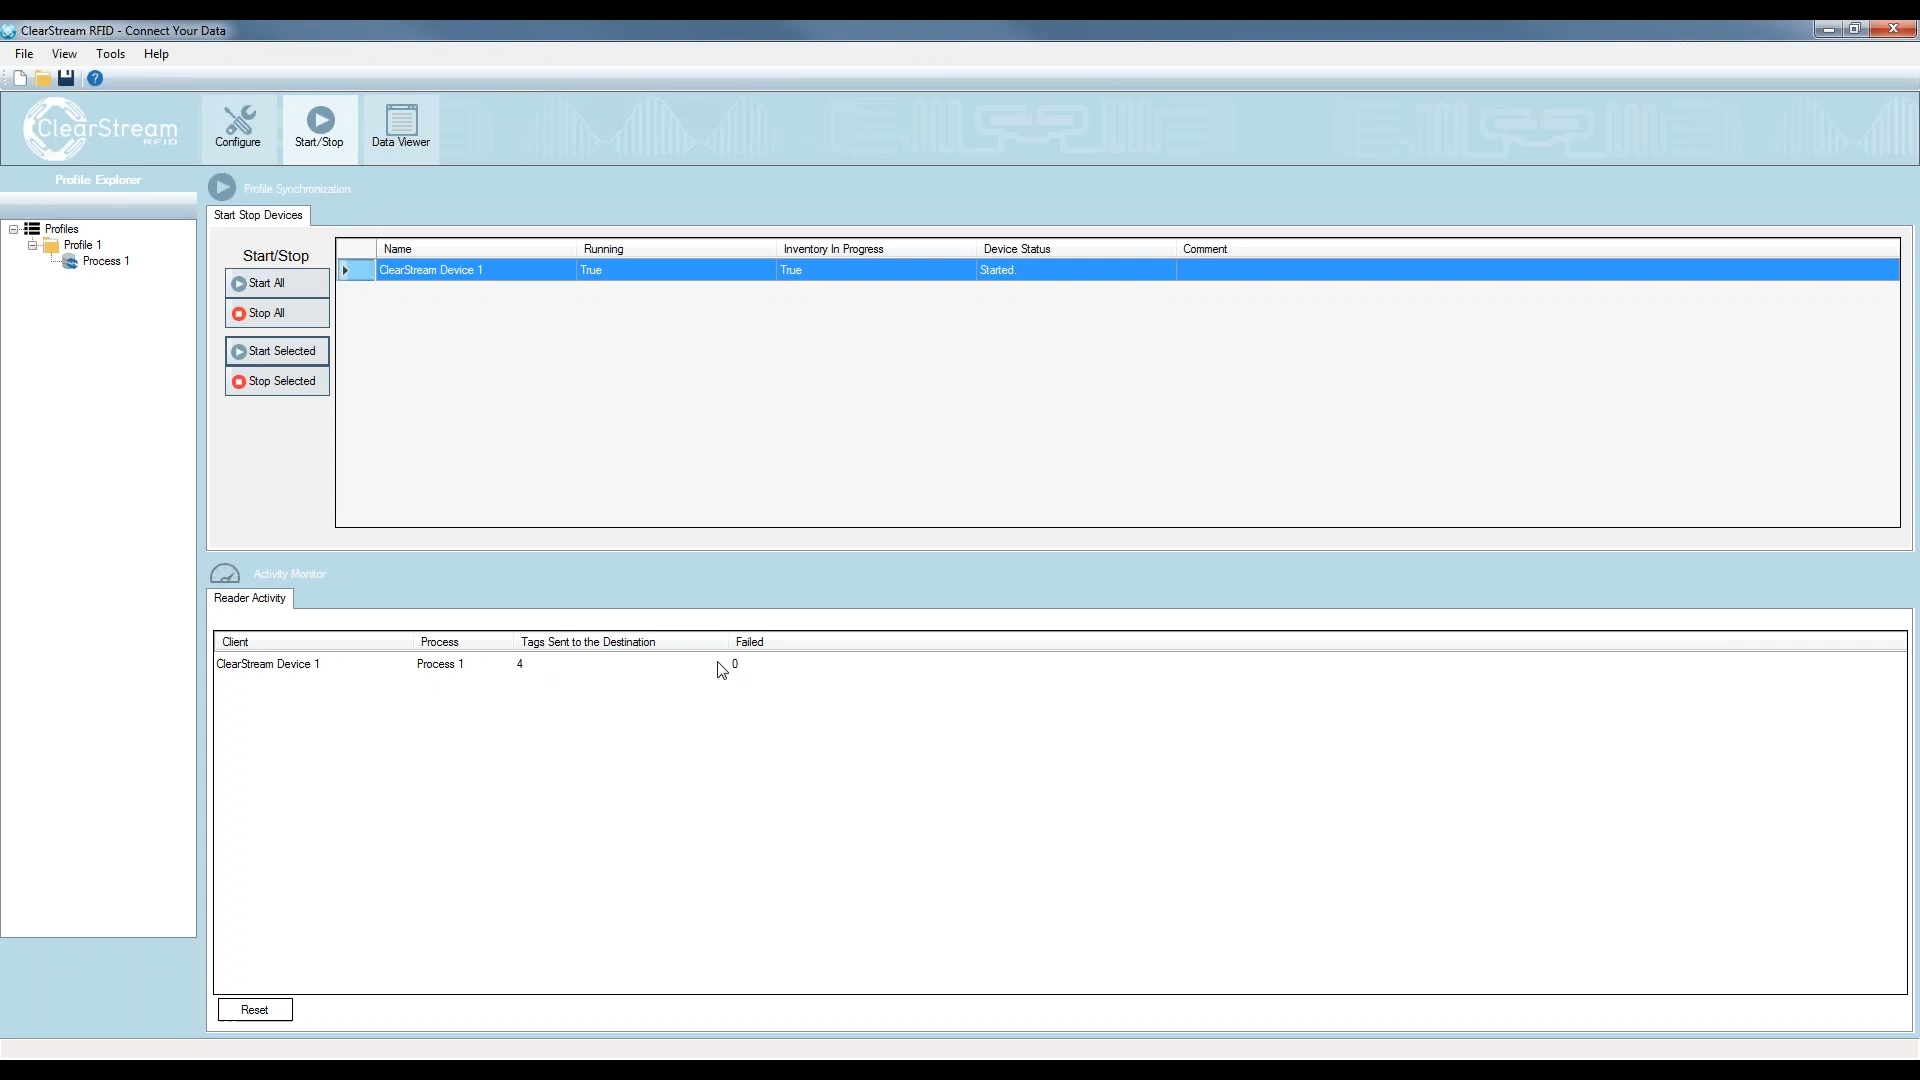 ClearStream RFID - Connect Your Data
File View Tools Help
ClearStream
RFID
Configure
Start/Stop
Data Viewer
Profile Explorer
Profile Synchronization
Start Stop Devices
Profiles
Profile 1
Process 1
Start/Stop
Start All
Stop All
Start Selected
Stop Selected
Name Running Inventory In Progress Device Status Comment
ClearStream Device 1 True True Started.
Activity Monitor
Reader Activity
Client Process Tags Sent to the Destination Failed
ClearStream Device 1 Process 1 4 0
Reset